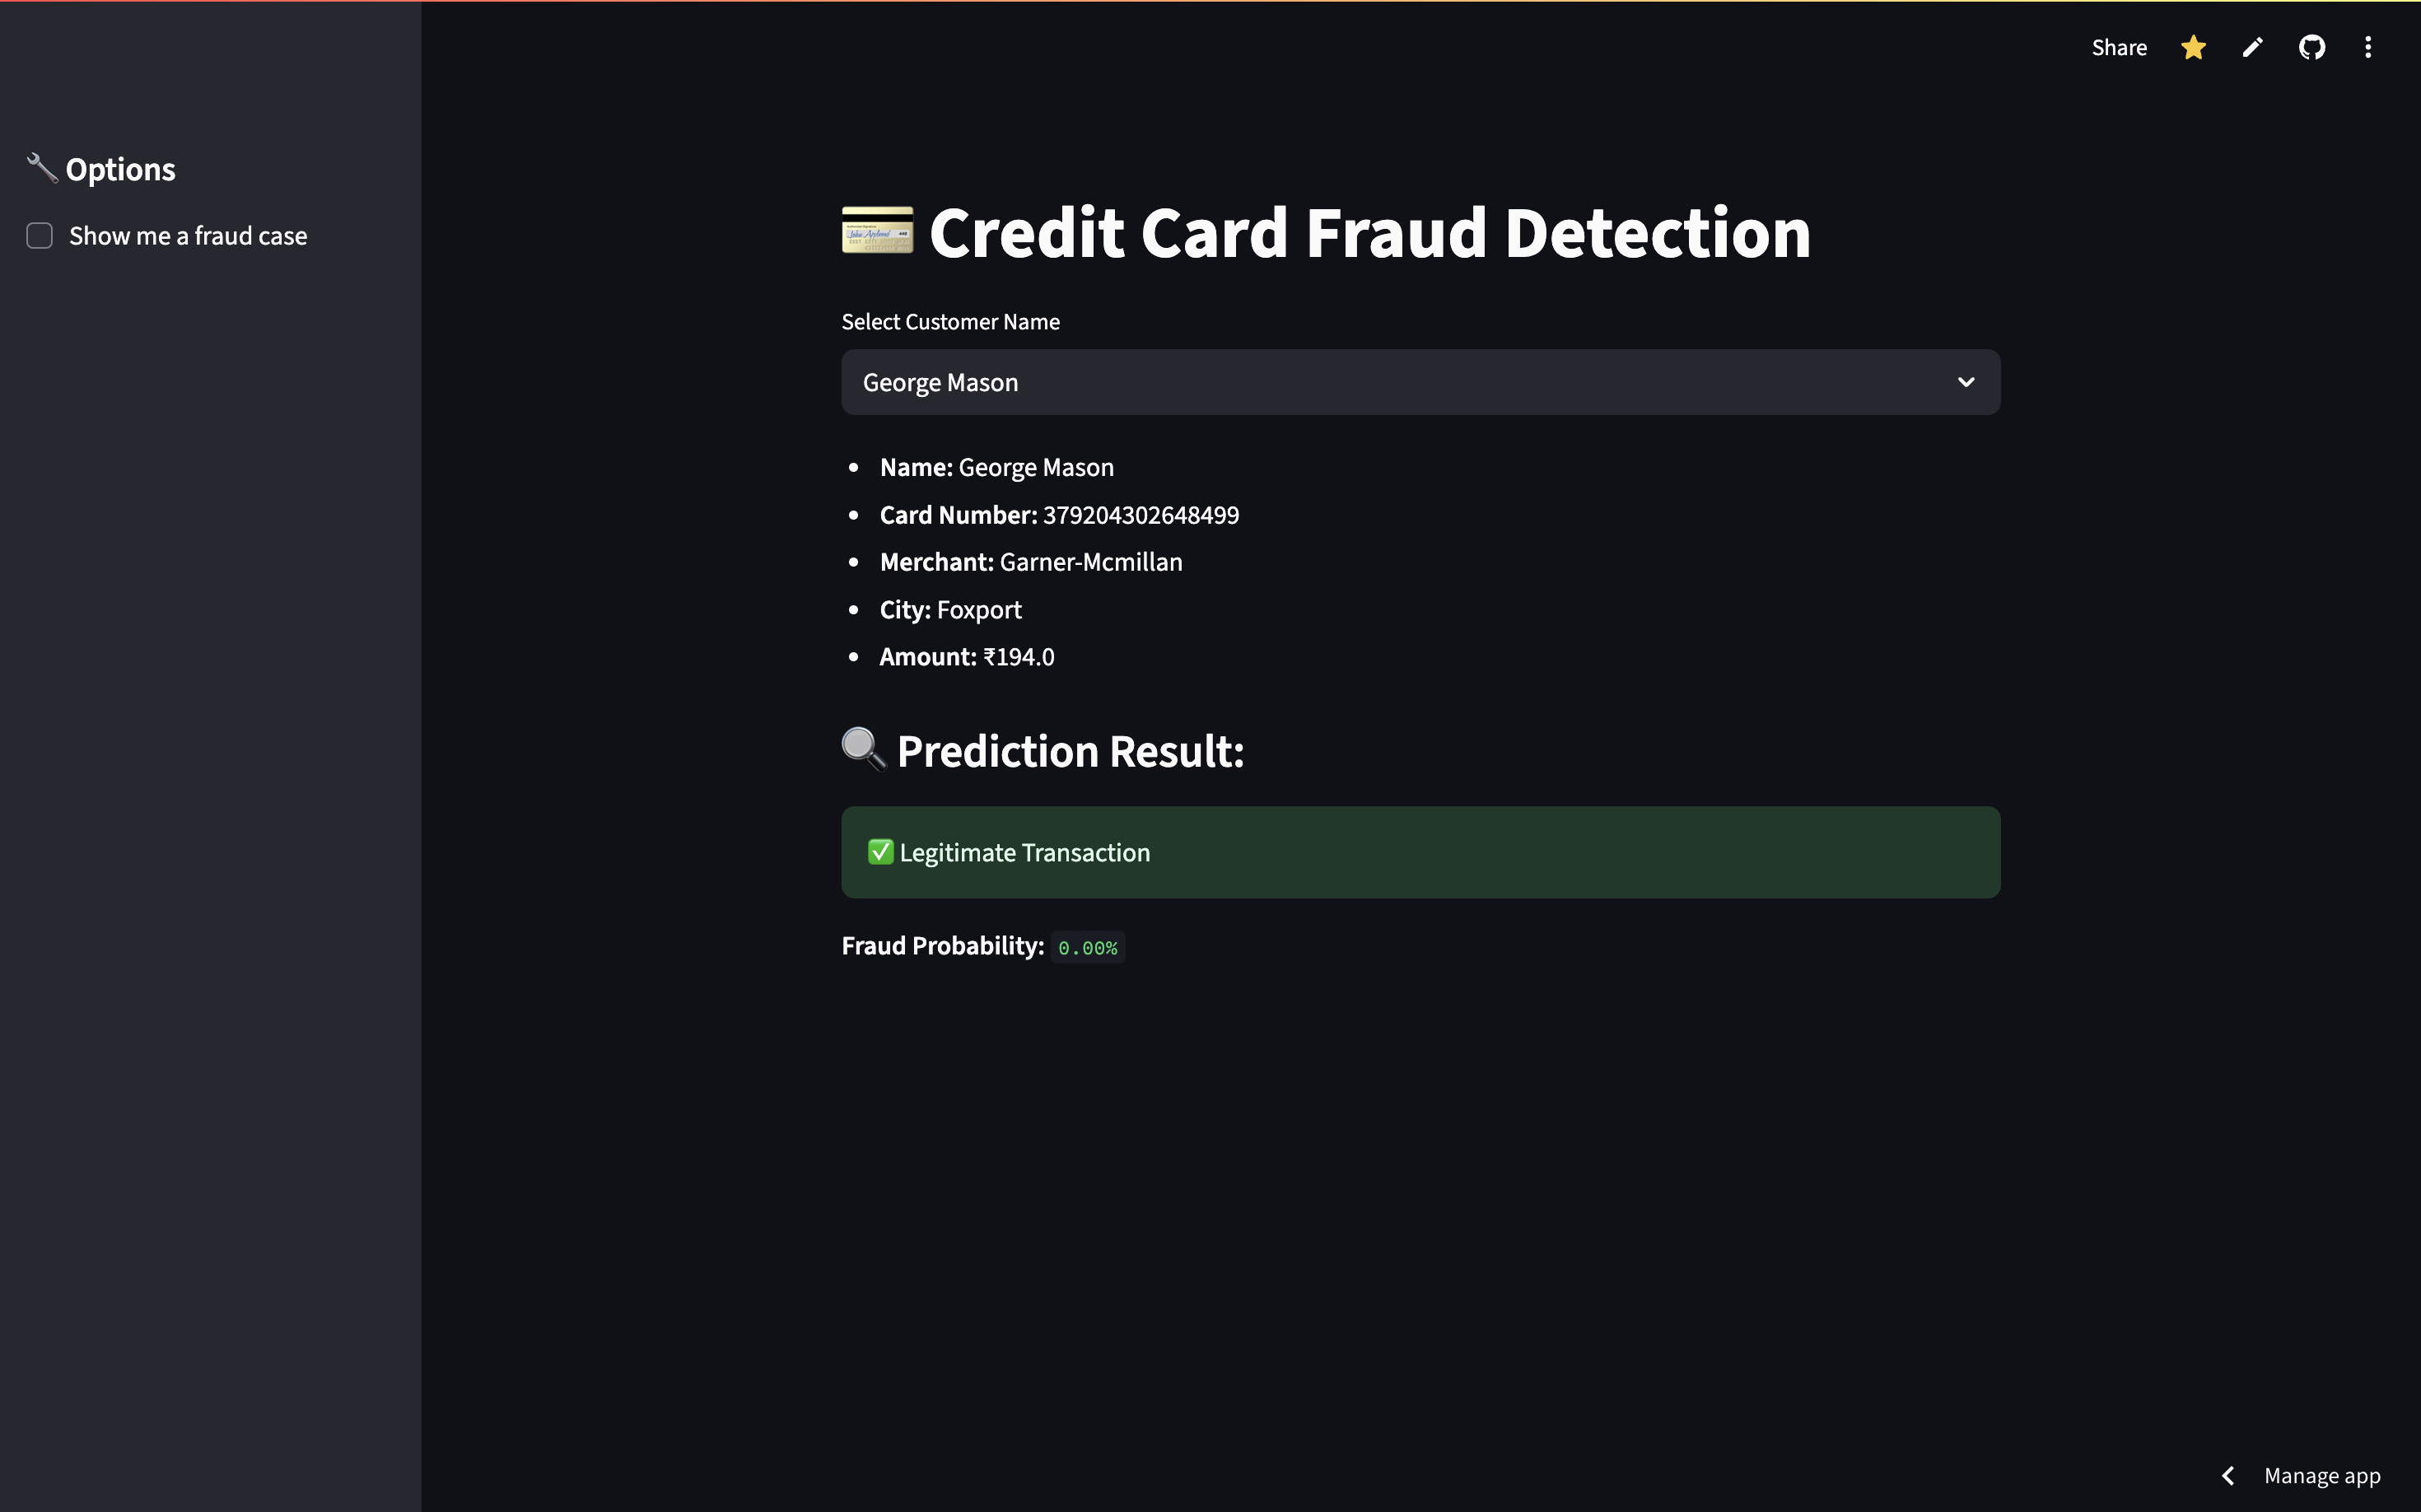 Share
🔧 Options
Show me a fraud case
💳 Credit Card Fraud Detection
Select Customer Name
George Mason
Name: George Mason
Card Number: 379204302648499
Merchant: Garner-Mcmillan
City: Foxport
Amount: ₹194.0
🔍 Prediction Result:
✅ Legitimate Transaction
Fraud Probability: 0.00%
Manage app